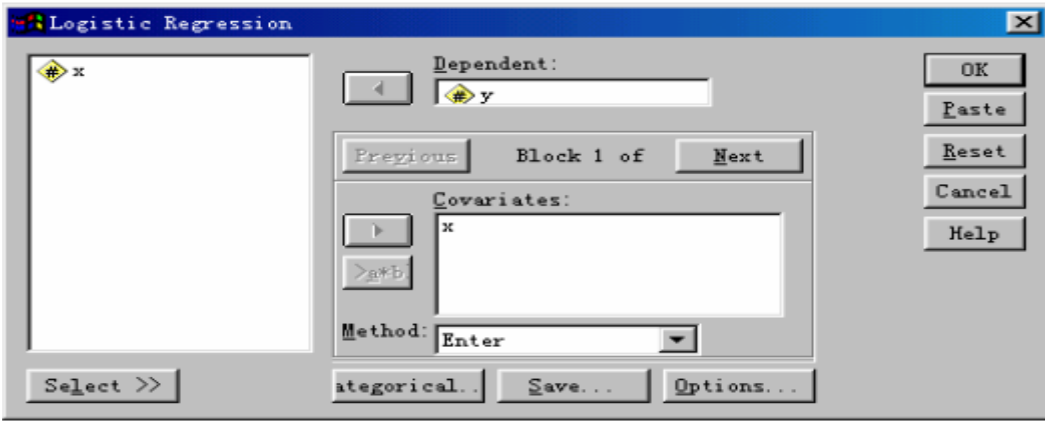 Logistic Regression
# x
Dependent:
# y
OK
Paste
Previous
Block 1 of
Next
Reset
Covariates:
x
Cancel
Help
>a*b
Method:
Enter
Select >>
ategorical..
Save...
Options...